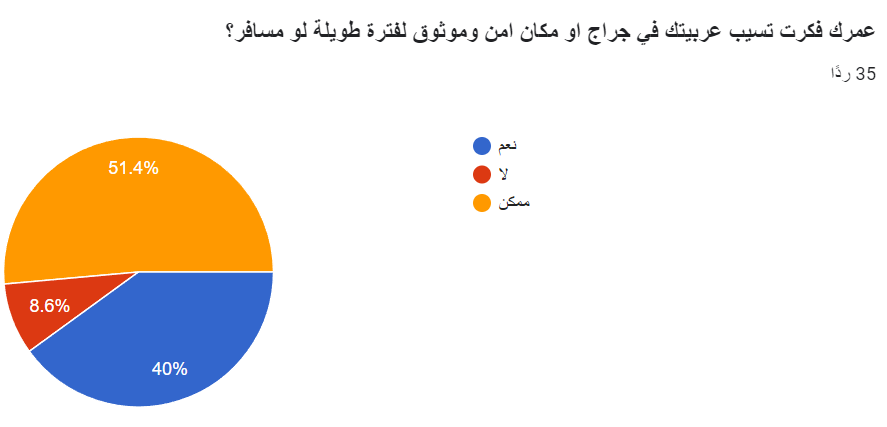 عمرك فكرت تسيب عربيتك في جراج او مكان امن وموثوق لفترة طويلة لو مسافر؟
35 ردًا
نعم
لا
ممكن
51.4%
8.6%
40%